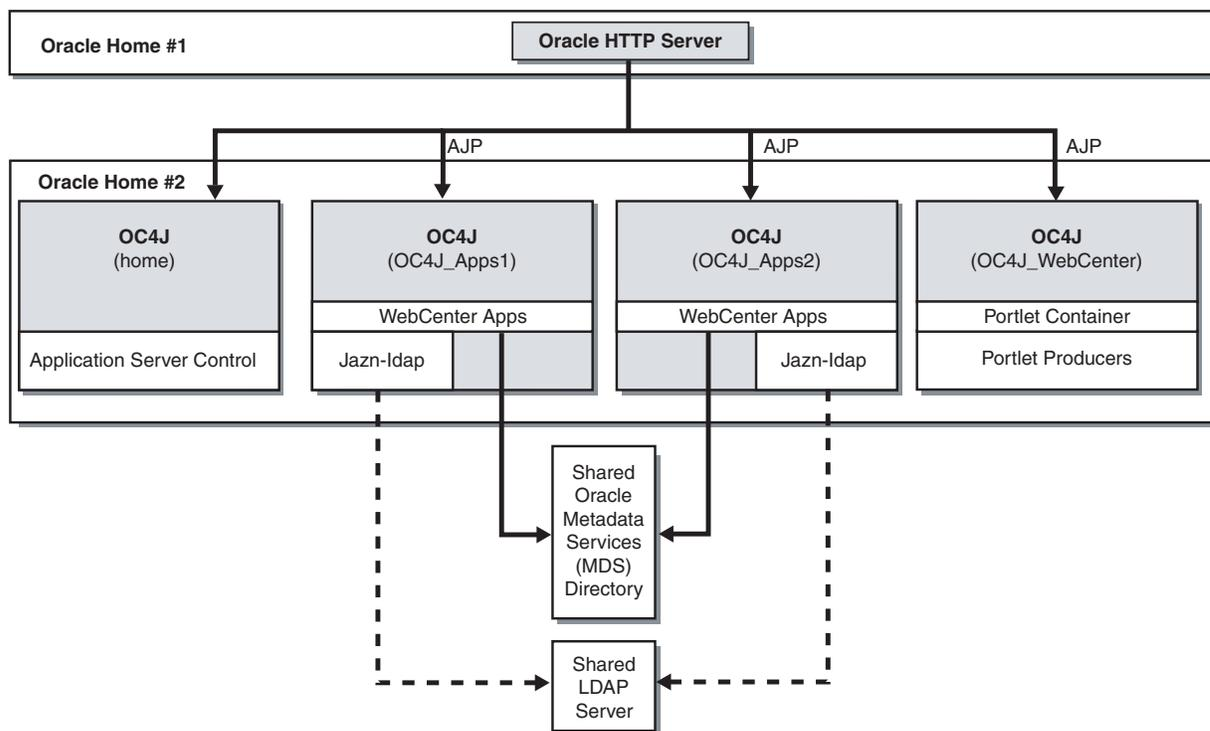 Oracle Home #1
Oracle HTTP Server
AJP
AJP
AJP
Oracle Home #2
OC4J
(home)
Application Server Control
OC4J
(OC4J_Apps1)
WebCenter Apps
Jazn-ldap
OC4J
(OC4J_Apps2)
WebCenter Apps
Jazn-ldap
OC4J
(OC4J_WebCenter)
Portlet Container
Portlet Producers
Shared
Oracle
Metadata
Services
(MDS)
Directory
Shared
LDAP
Server